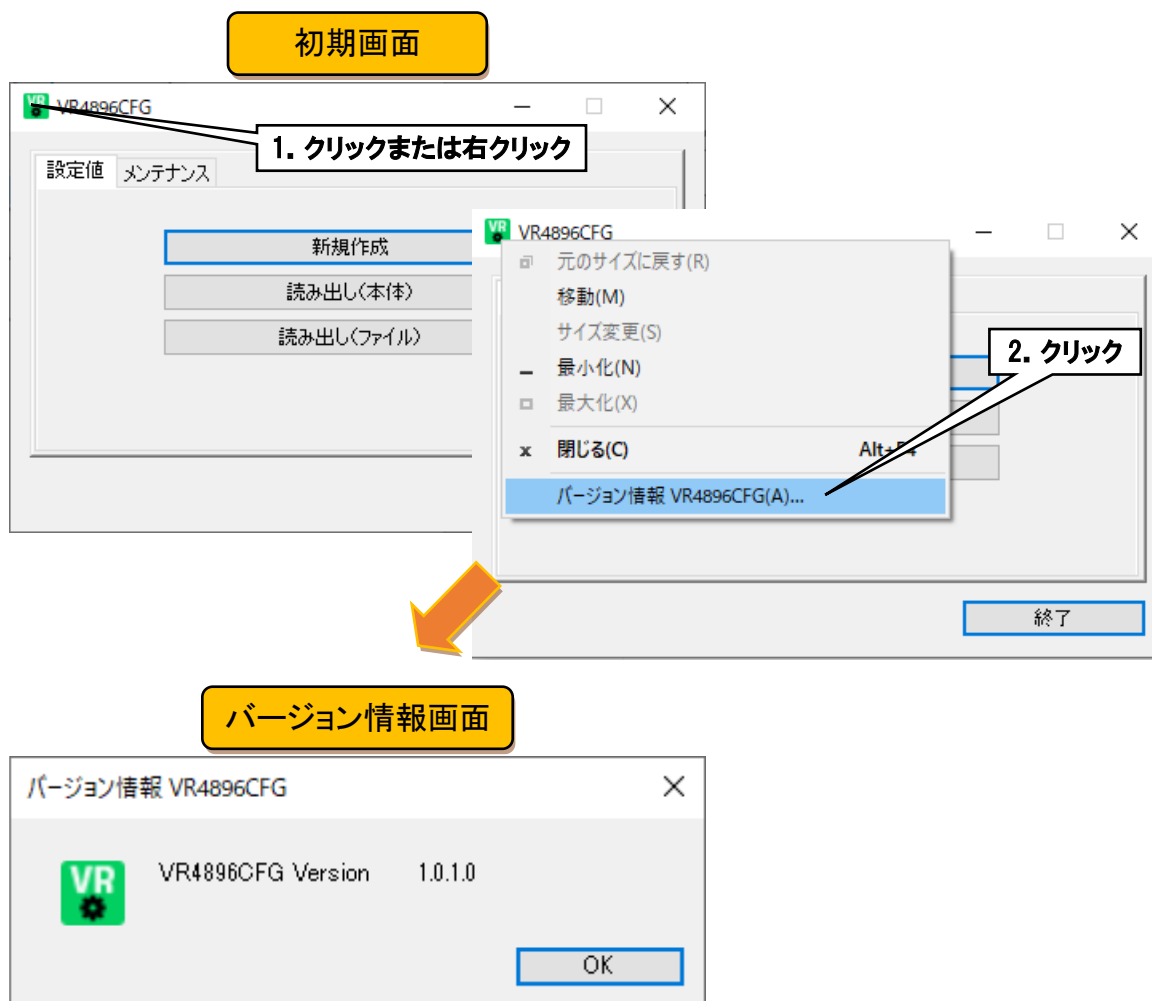 初期画面
VR4896CFG
1. クリックまたは右クリック
設定値 メンテナンス
新規作成
読み出し(本体)
読み出し(ファイル)
VR4896CFG
元のサイズに戻す(R)
移動(M)
サイズ変更(S)
最小化(N)
最大化(X)
閉じる(C) Alt+F4
バージョン情報 VR4896CFG(A)...
2. クリック
終了
バージョン情報画面
バージョン情報 VR4896CFG
VR
VR4896CFG Version 1.0.1.0
OK